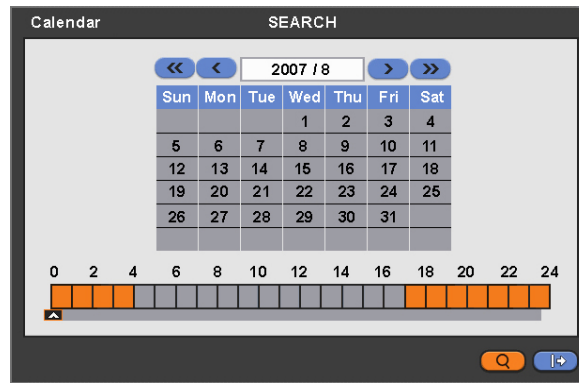 Calendar SEARCH
2007 / 8
Sun Mon Tue Wed Thu Fri Sat
1 2 3 4
5 6 7 8 9 10 11
12 13 14 15 16 17 18
19 20 21 22 23 24 25
26 27 28 29 30 31
0 2 4 6 8 10 12 14 16 18 20 22 24